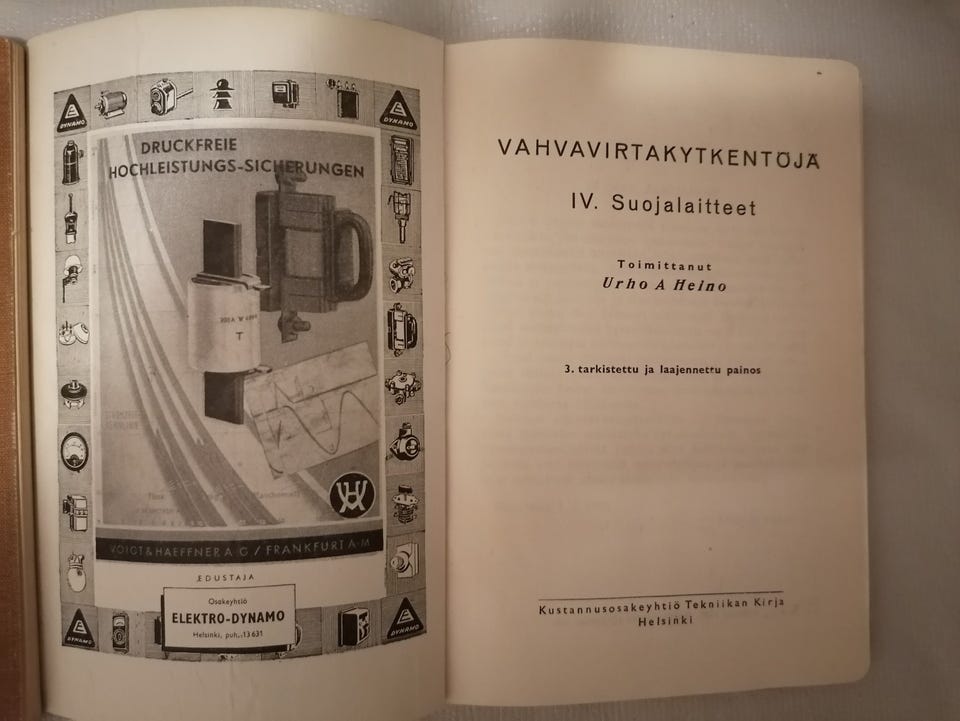 E
DYNAMO
E
DYNAMO
DRUCKFREIE
HOCHLEISTUNGS-SICHERUNGEN
T
VOIGT & HAEFFNER A G / FRANKFURT A-M
EDUSTAJA
Osakeyhtiö
ELEKTRO-DYNAMO
Helsinki, puh. 13 631
E
DYNAMO
E
DYNAMO
VAHVAVIRTAKYTKENTÖJÄ
IV. Suojalaitteet
Toimittanut
Urho A Heino
3. tarkistettu ja laajennettu painos
Kustannusosakeyhtiö Tekniikan Kirja
Helsinki